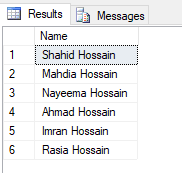 Results Messages
Name
1 Shahid Hossain
2 Mahdia Hossain
3 Nayeema Hossain
4 Ahmad Hossain
5 Imran Hossain
6 Rasia Hossain